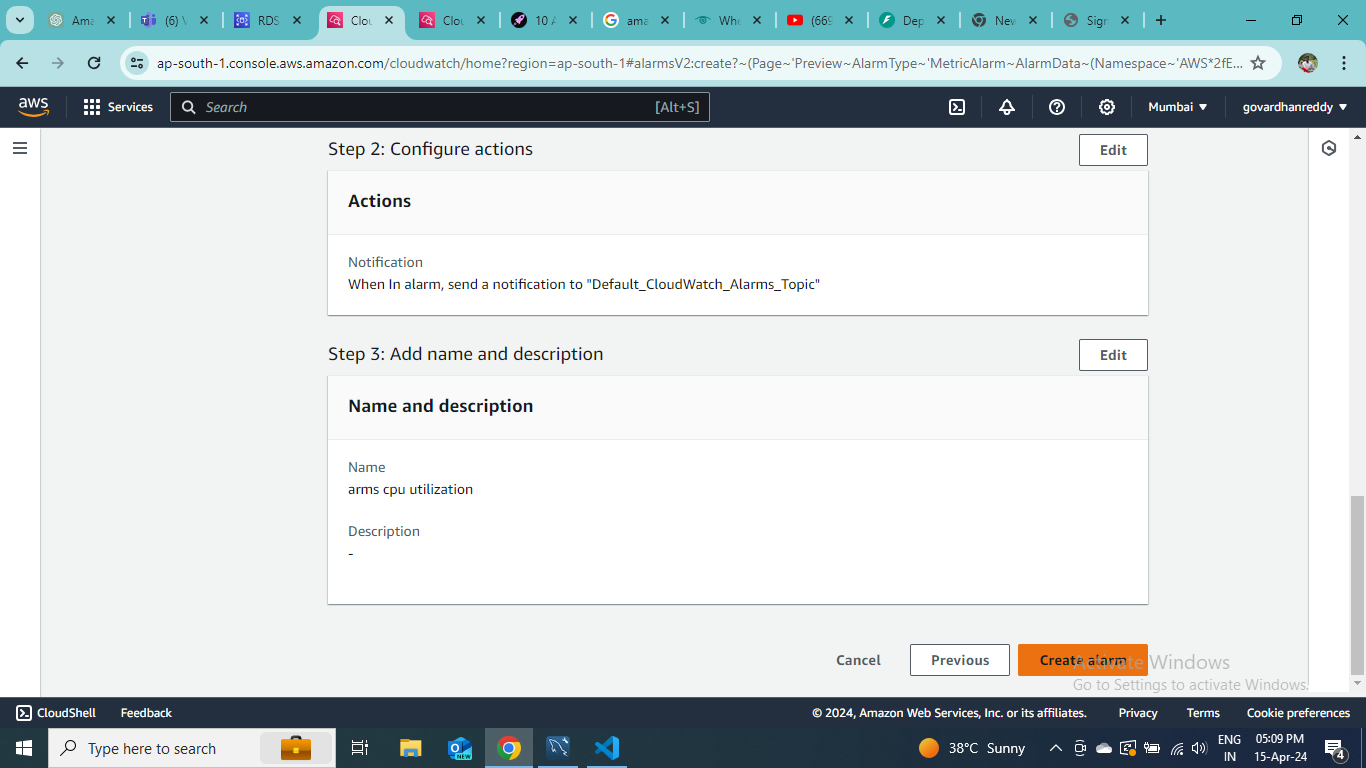 Ama
(6) V
RDS
Clou
Clou
10 A
ama
Whe
(669
Dep
New
Sign
ap-south-1.console.aws.amazon.com/cloudwatch/home?region=ap-south-1#alarmsV2:create?~(Page~'Preview~AlarmType~'MetricAlarm~AlarmData~(Namespace~'AWS*2fE...
aws
Services
Search
[Alt+S]
Mumbai
govardhanreddy
Step 2: Configure actions
Edit
Actions
Notification
When In alarm, send a notification to "Default_CloudWatch_Alarms_Topic"
Step 3: Add name and description
Edit
Name and description
Name
arms cpu utilization
Description
-
Cancel
Previous
Create alarm
Activate Windows
Go to Settings to activate Windows.
CloudShell
Feedback
© 2024, Amazon Web Services, Inc. or its affiliates.
Privacy
Terms
Cookie preferences
Type here to search
NEW
38°C Sunny
ENG
IN
05:09 PM
15-Apr-24
4